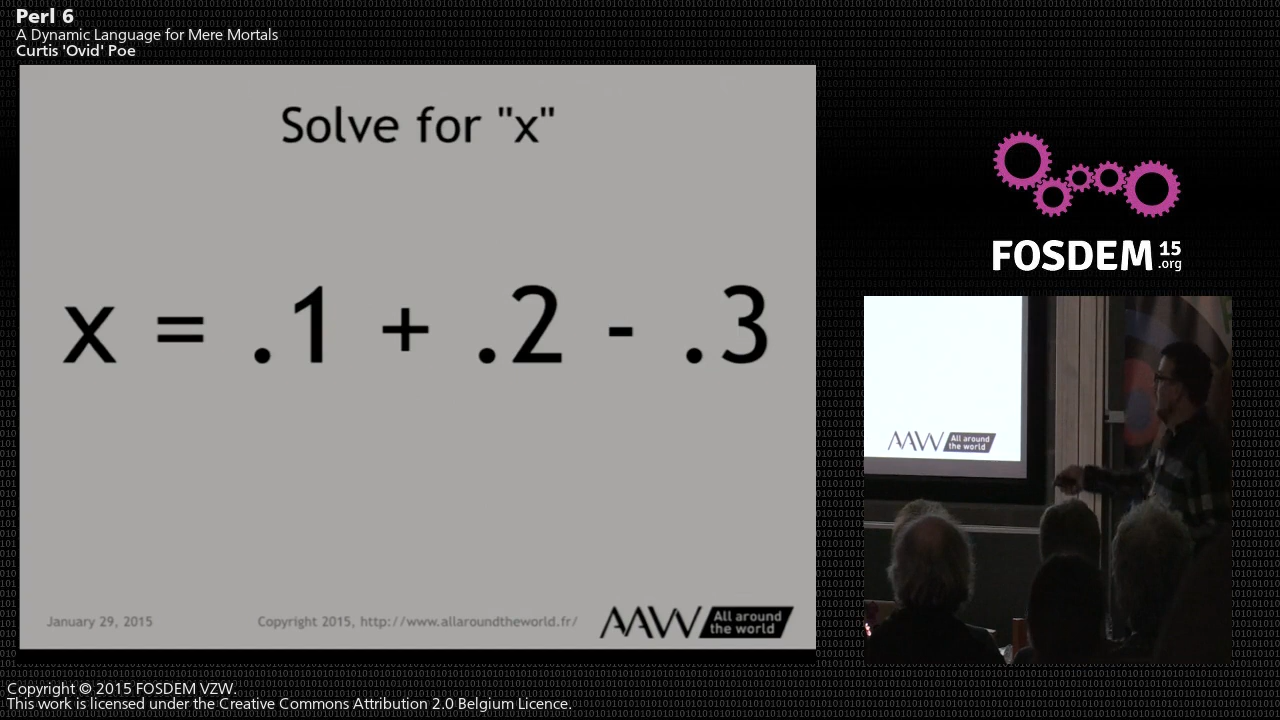 Perl 6
A Dynamic Language for Mere Mortals
Curtis 'Ovid' Poe
Solve for "x"
x = .1 + .2 - .3
January 29, 2015
Copyright 2015, http://www.allaroundtheworld.fr/
AAW All around
the world
FOSDEM 15
.org
AAW All around
the world
Copyright © 2015 FOSDEM VZW.
This work is licensed under the Creative Commons Attribution 2.0 Belgium Licence.